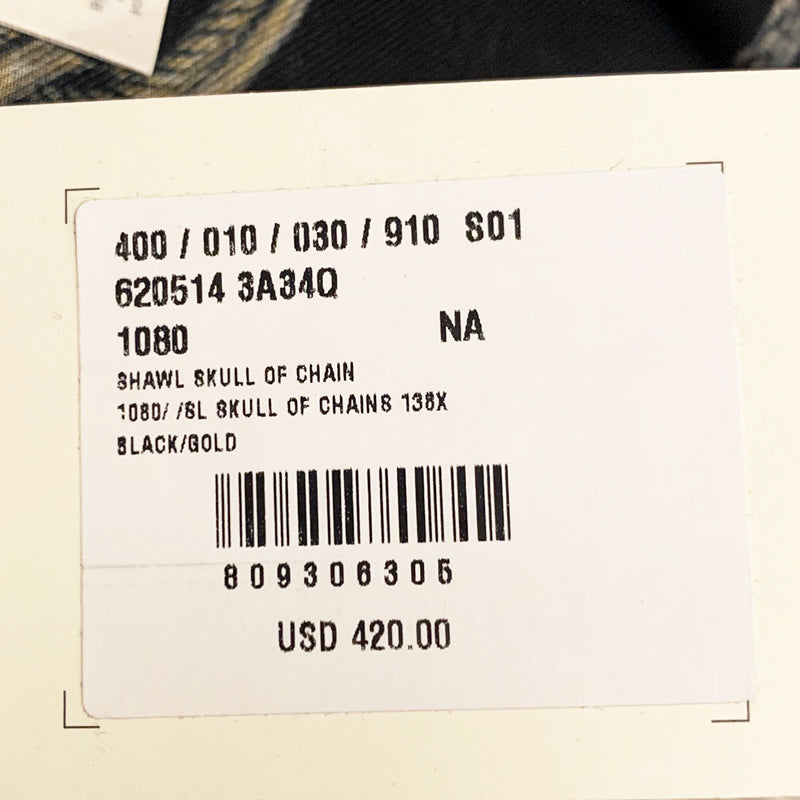 400 / 010 / 030 / 910 S01
620514 3A34Q
1080 NA
SHAWL SKULL OF CHAIN
1080/ /SL SKULL OF CHAINS 136X
BLACK/GOLD
809306305
USD 420.00